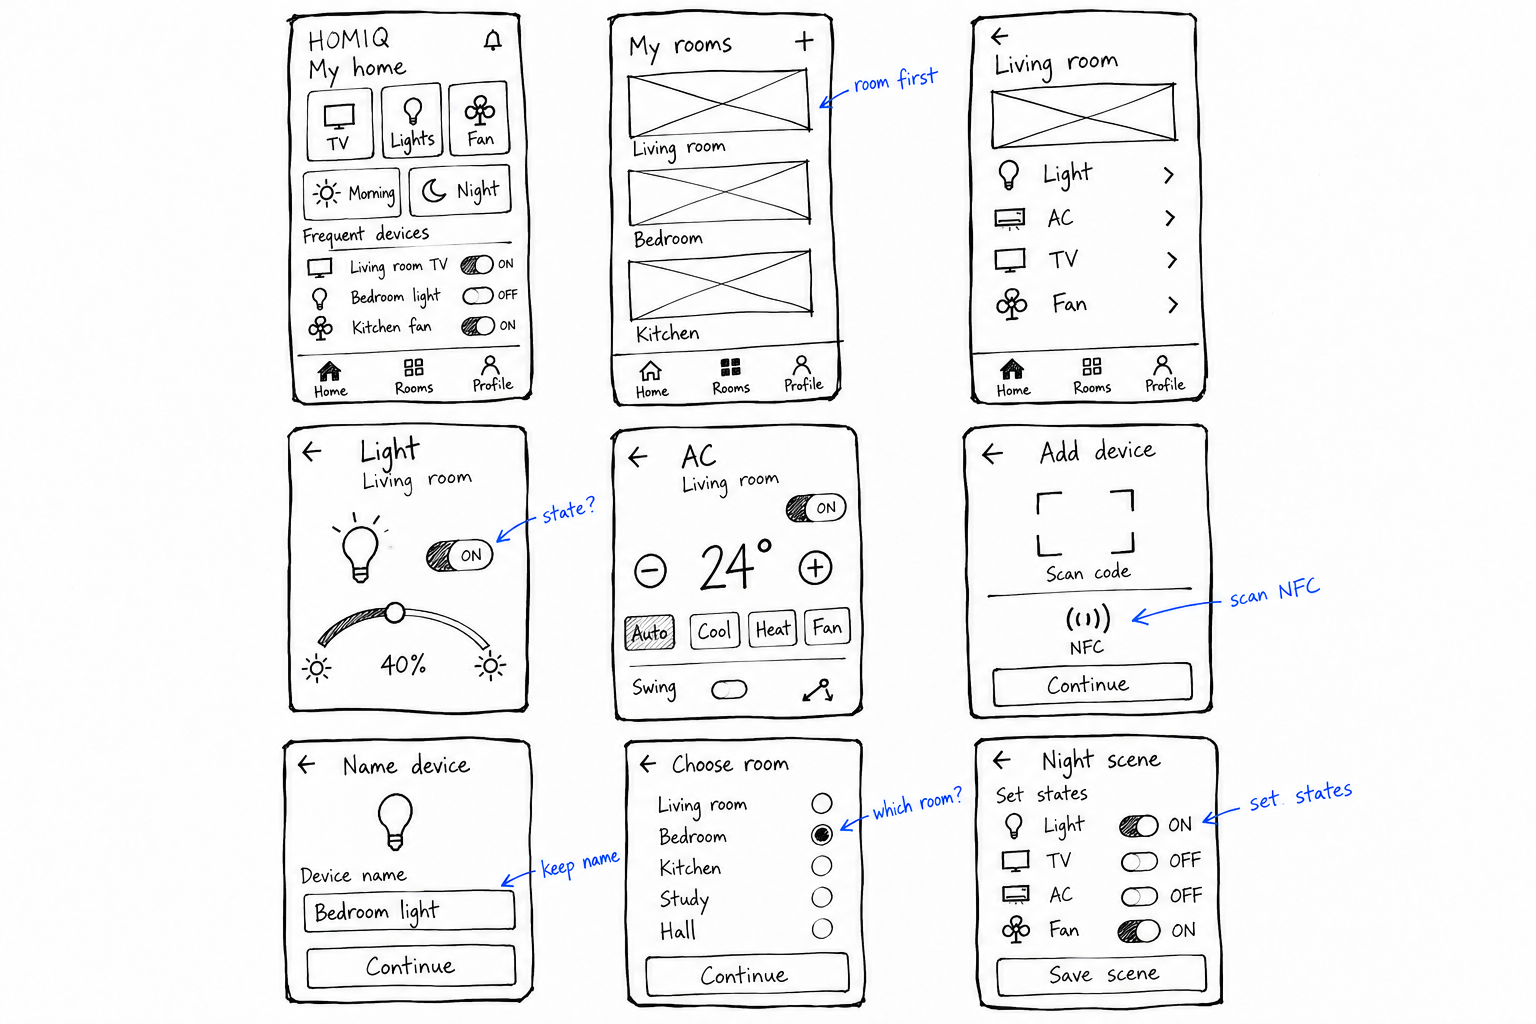 HOMIQ
My home
TV
Lights
Fan
Morning
Night
Frequent devices
Living room TV ON
Bedroom light OFF
Kitchen fan ON
Home Rooms Profile
My rooms +
room first
Living room
Bedroom
Kitchen
Home Rooms Profile
Living room
Light
AC
TV
Fan
Home Rooms Profile
Light
Living room
state?
ON
40%
AC
Living room
ON
24°
Auto Cool Heat Fan
Swing
Add device
Scan code
scan NFC
NFC
Continue
Name device
Device name
keep name
Bedroom light
Continue
Choose room
Living room
which room?
Bedroom
Kitchen
Study
Hall
Continue
Night scene
Set states
set states
Light ON
TV OFF
AC OFF
Fan ON
Save scene